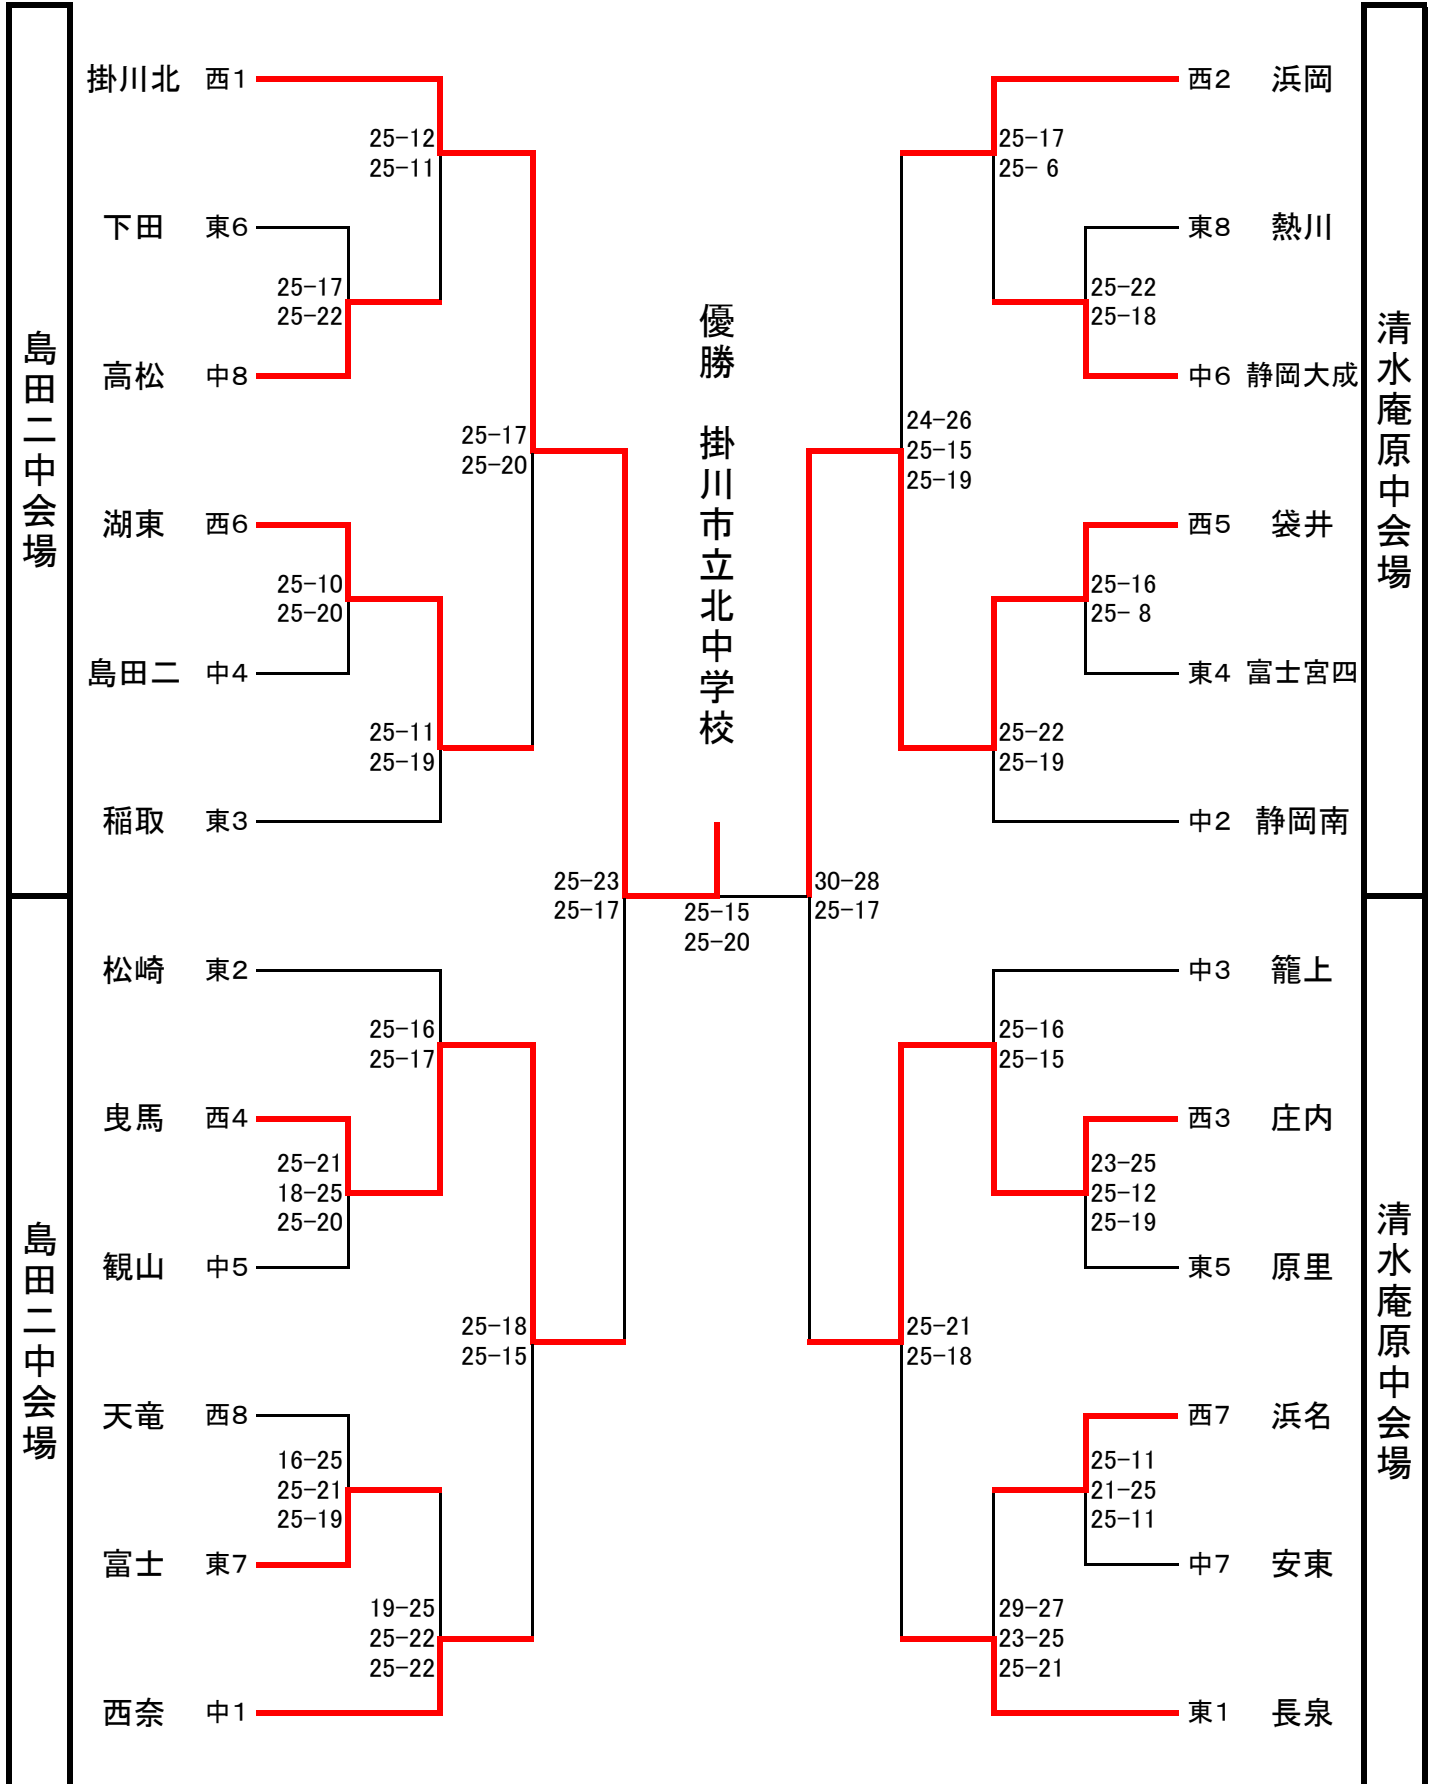 島田二中会場
掛川北 西1
25-12
25-11
下田 東6
25-17
25-22
高松 中8
25-17
25-20
湖東 西6
25-10
25-20
島田二 中4
25-11
25-19
稲取 東3
25-23
25-17
島田二中会場
松崎 東2
25-16
25-17
曳馬 西4
25-21
18-25
25-20
観山 中5
25-18
25-15
天竜 西8
16-25
25-21
25-19
富士 東7
19-25
25-22
25-22
西奈 中1
優勝 掛川市立北中学校
25-15
25-20
清水庵原中会場
西2 浜岡
25-17
25- 6
東8 熱川
25-22
25-18
中6 静岡大成
24-26
25-15
25-19
西5 袋井
25-16
25- 8
東4 富士宮四
25-22
25-19
中2 静岡南
30-28
25-17
清水庵原中会場
中3 籠上
25-16
25-15
西3 庄内
23-25
25-12
25-19
東5 原里
25-21
25-18
西7 浜名
25-11
21-25
25-11
中7 安東
29-27
23-25
25-21
東1 長泉